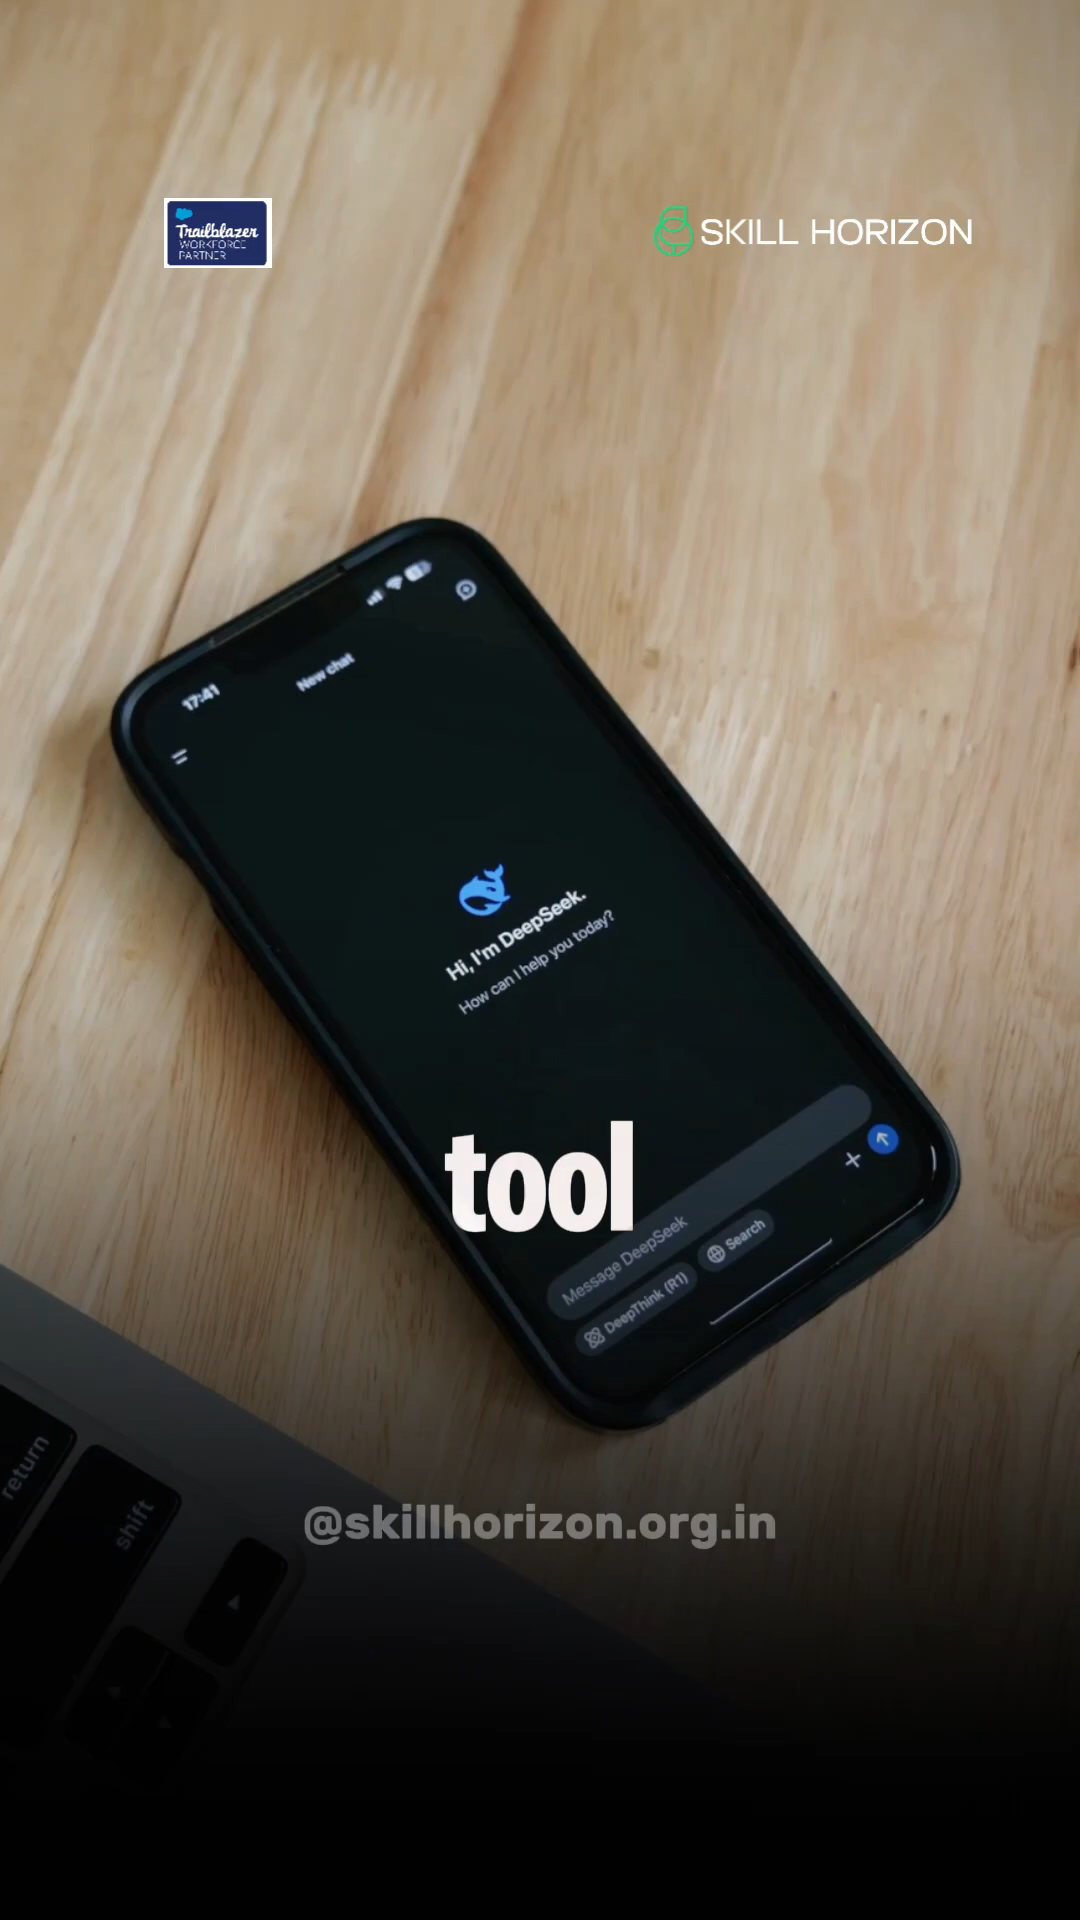 Trailblazer
WORKFORCE
PARTNER
SKILL HORIZON
17:41
New chat
Hi, I'm DeepSeek.
How can I help you today?
tool
Message DeepSeek
DeepThink (R1)
Search
return
shift
@skillhorizon.org.in